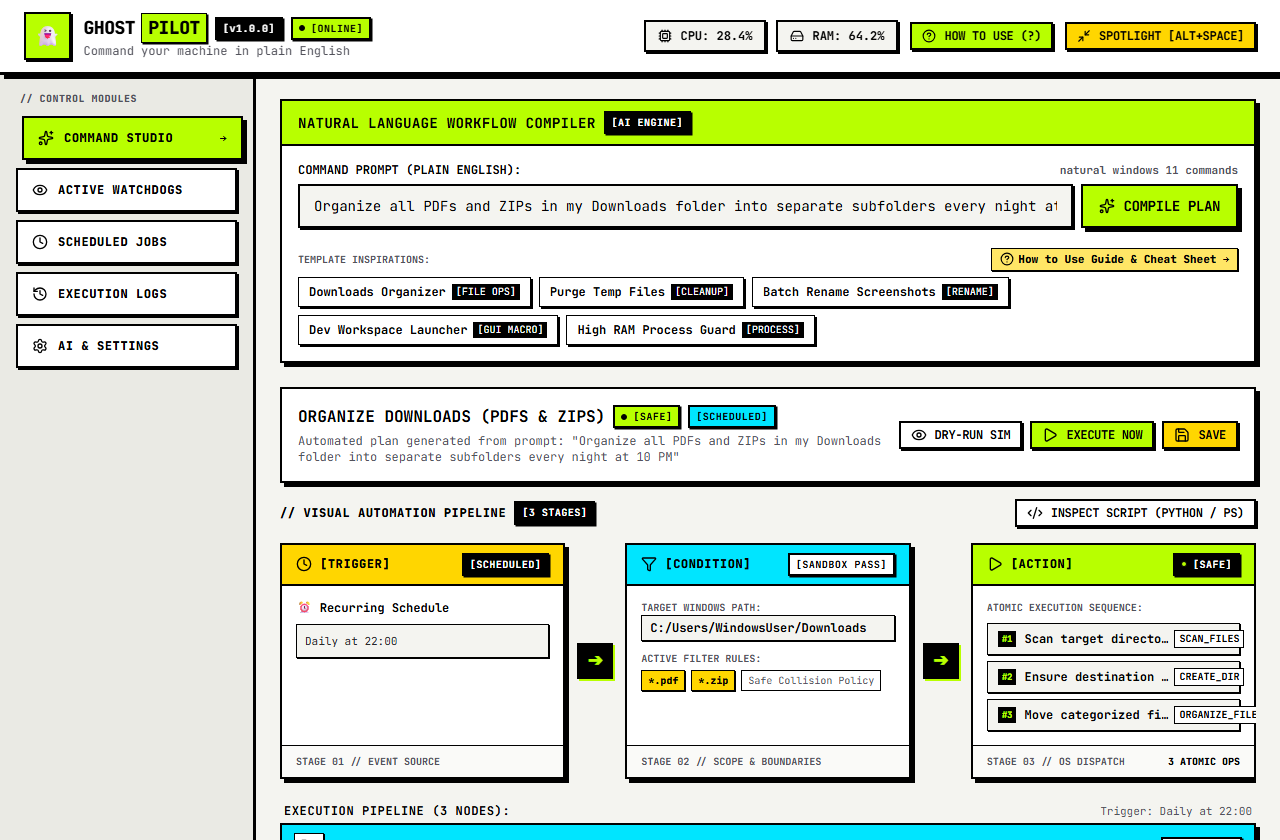 GHOST PILOT [v1.0.0] ● [ONLINE]
Command your machine in plain English
CPU: 28.4%
RAM: 64.2%
HOW TO USE (?)
SPOTLIGHT [ALT+SPACE]
// CONTROL MODULES
COMMAND STUDIO →
ACTIVE WATCHDOGS
SCHEDULED JOBS
EXECUTION LOGS
AI & SETTINGS
NATURAL LANGUAGE WORKFLOW COMPILER [AI ENGINE]
COMMAND PROMPT (PLAIN ENGLISH):
natural windows 11 commands
Organize all PDFs and ZIPs in my Downloads folder into separate subfolders every night at
COMPILE PLAN
TEMPLATE INSPIRATIONS:
How to Use Guide & Cheat Sheet →
Downloads Organizer [FILE OPS]
Purge Temp Files [CLEANUP]
Batch Rename Screenshots [RENAME]
Dev Workspace Launcher [GUI MACRO]
High RAM Process Guard [PROCESS]
ORGANIZE DOWNLOADS (PDFS & ZIPS) ● [SAFE] [SCHEDULED]
Automated plan generated from prompt: "Organize all PDFs and ZIPs in my Downloads
folder into separate subfolders every night at 10 PM"
DRY-RUN SIM
EXECUTE NOW
SAVE
// VISUAL AUTOMATION PIPELINE [3 STAGES]
INSPECT SCRIPT (PYTHON / PS)
[TRIGGER] [SCHEDULED]
Recurring Schedule
Daily at 22:00
STAGE 01 // EVENT SOURCE
➔
[CONDITION] [SANDBOX PASS]
TARGET WINDOWS PATH:
C:/Users/WindowsUser/Downloads
ACTIVE FILTER RULES:
*.pdf *.zip Safe Collision Policy
STAGE 02 // SCOPE & BOUNDARIES
➔
[ACTION] ● [SAFE]
ATOMIC EXECUTION SEQUENCE:
#1 Scan target directo… SCAN_FILES
#2 Ensure destination … CREATE_DIR
#3 Move categorized fi… ORGANIZE_FILE
STAGE 03 // OS DISPATCH 3 ATOMIC OPS
EXECUTION PIPELINE (3 NODES):
Trigger: Daily at 22:00